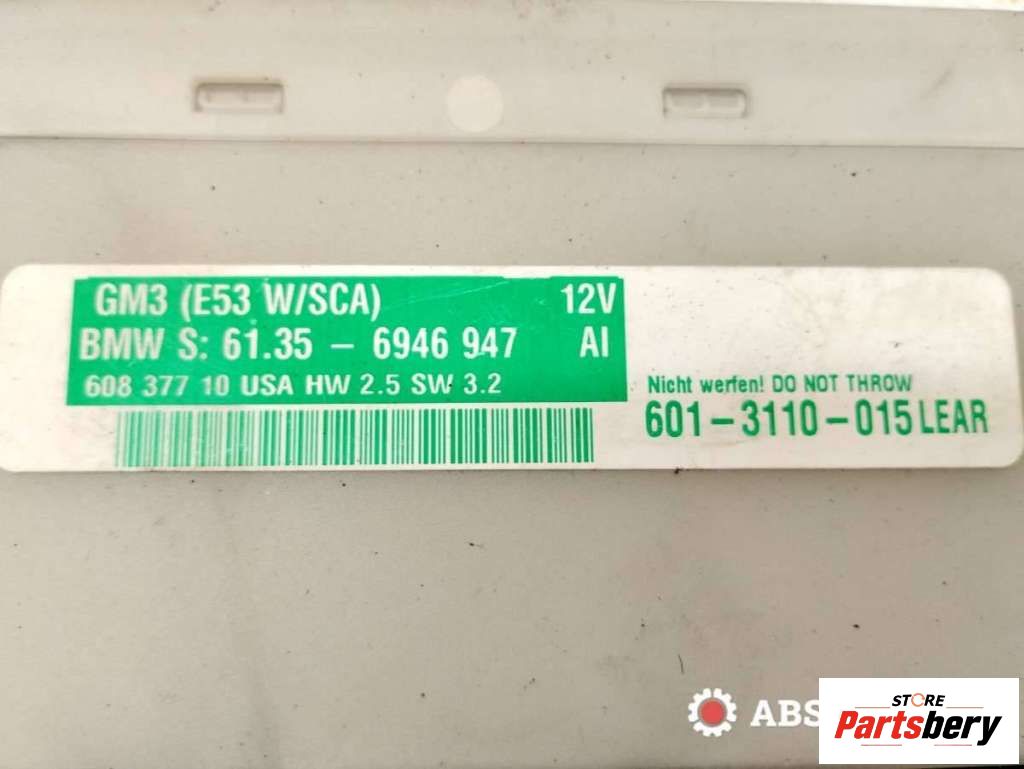 GM3 (E53 W/SCA) 12V
BMW S: 61.35 - 6946 947 AI
608 377 10 USA HW 2.5 SW 3.2
Nicht werfen! DO NOT THROW
601-3110-015 LEAR
ABS
STORE
Partsbery